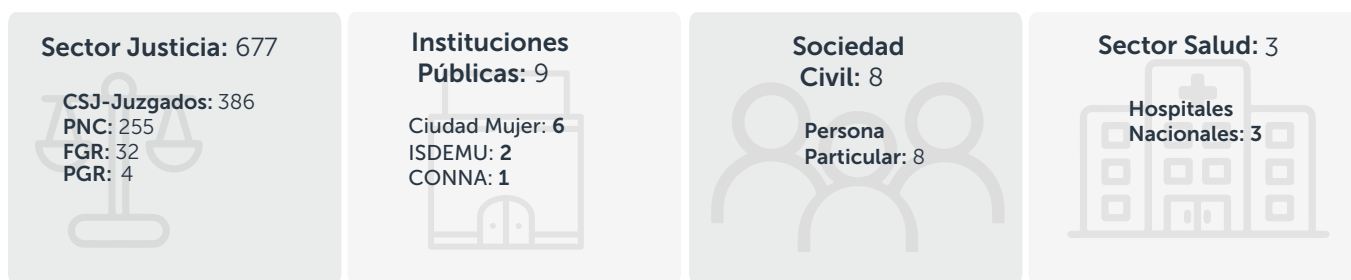 Sector Justicia: 677
CSJ-Juzgados: 386
PNC: 255
FGR: 32
PGR: 4
Instituciones
Públicas: 9
Ciudad Mujer: 6
ISDEMU: 2
CONNA: 1
Sociedad
Civil: 8
Persona
Particular: 8
Sector Salud: 3
Hospitales
Nacionales: 3